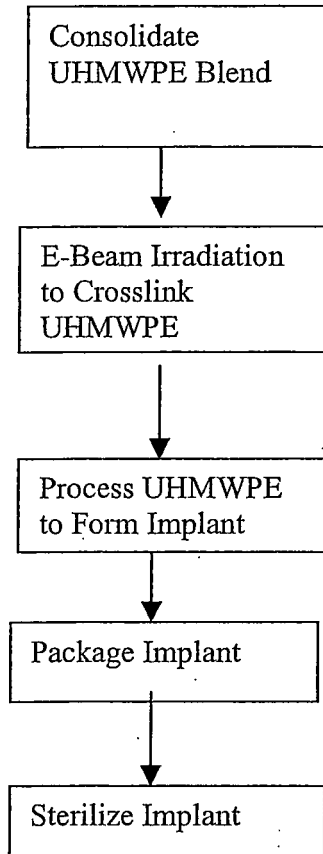 Consolidate
UHMWPE Blend
E-Beam Irradiation
to Crosslink
UHMWPE
Process UHMWPE
to Form Implant
Package Implant
Sterilize Implant